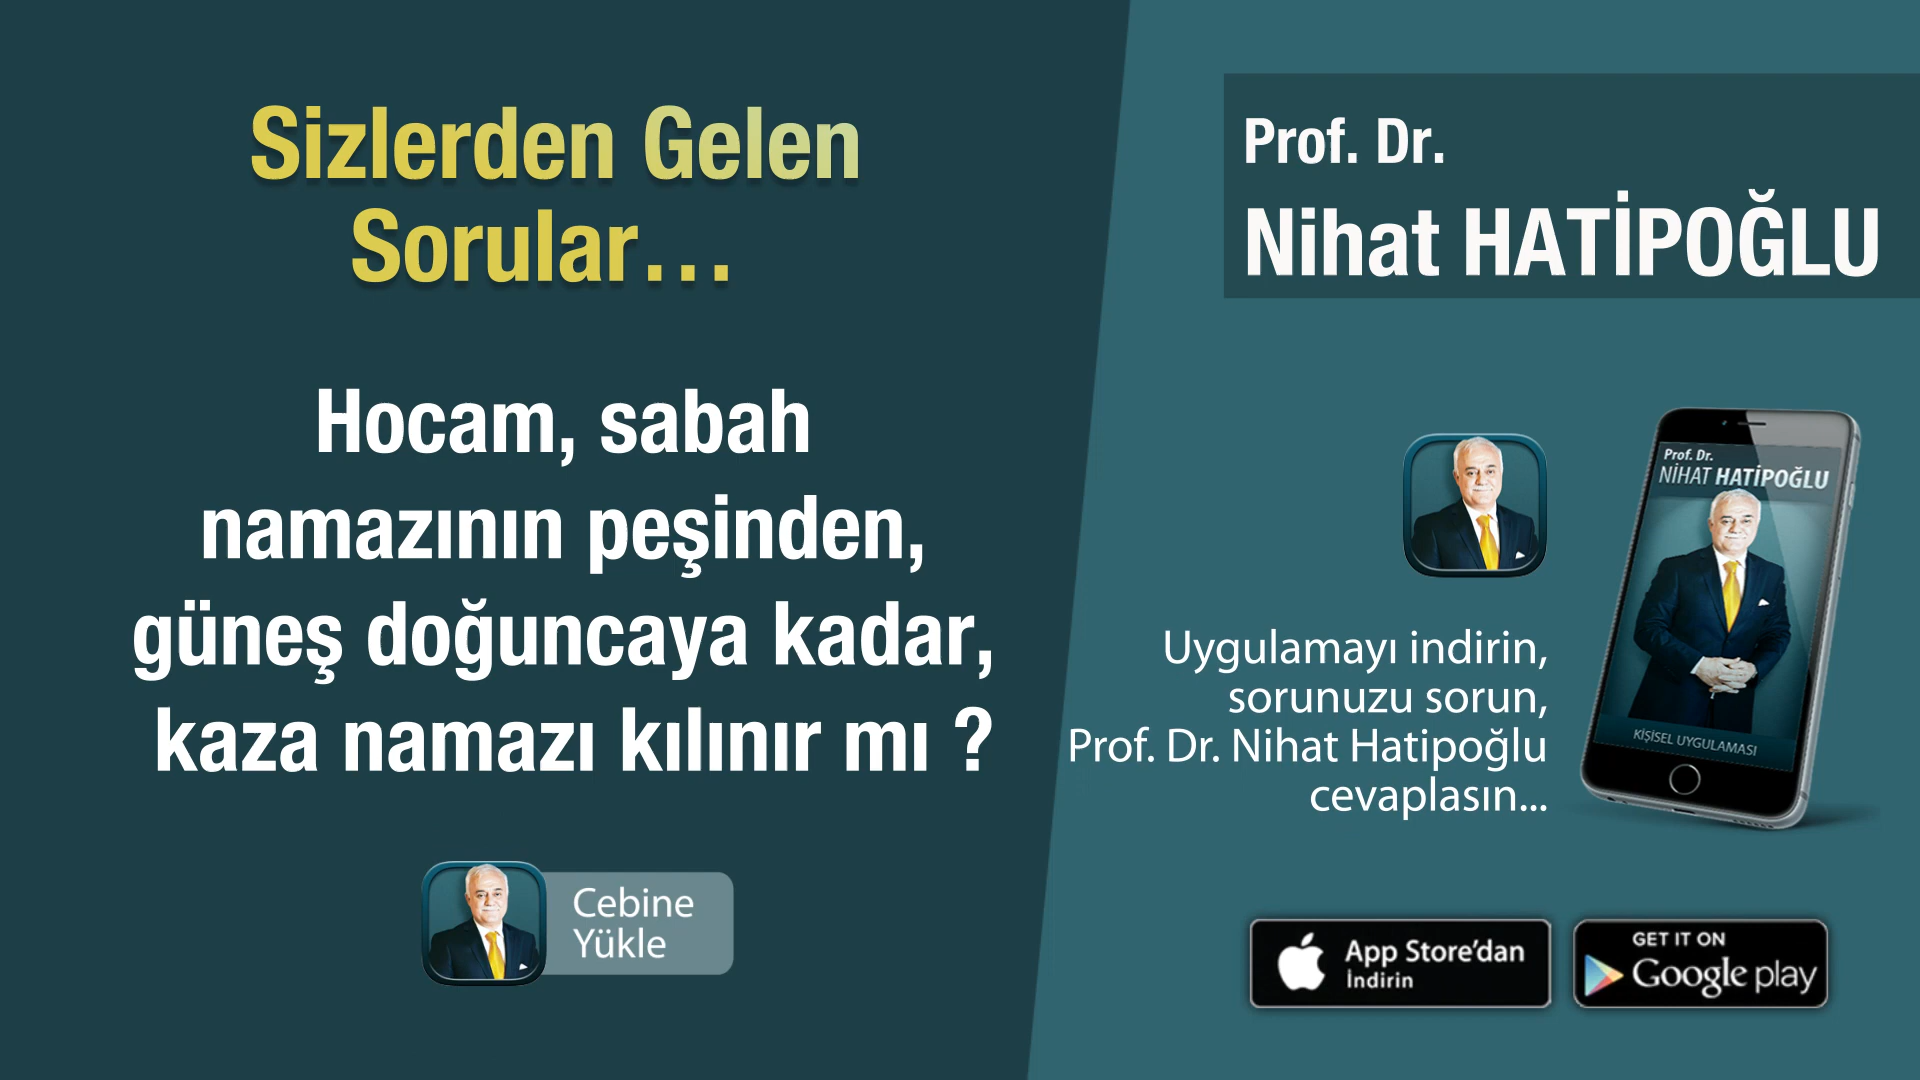 Sizlerden Gelen
Sorular...
Hocam, sabah
namazının peşinden,
güneş doğuncaya kadar,
kaza namazı kılınır mı ?
Cebine
Yükle
Prof. Dr.
Nihat HATİPOĞLU
Prof. Dr.
NİHAT HATİPOĞLU
KİŞİSEL UYGULAMASI
Uygulamayı indirin,
sorunuzu sorun,
Prof. Dr. Nihat Hatipoğlu
cevaplasın...
App Store'dan
İndirin
GET IT ON
Google play